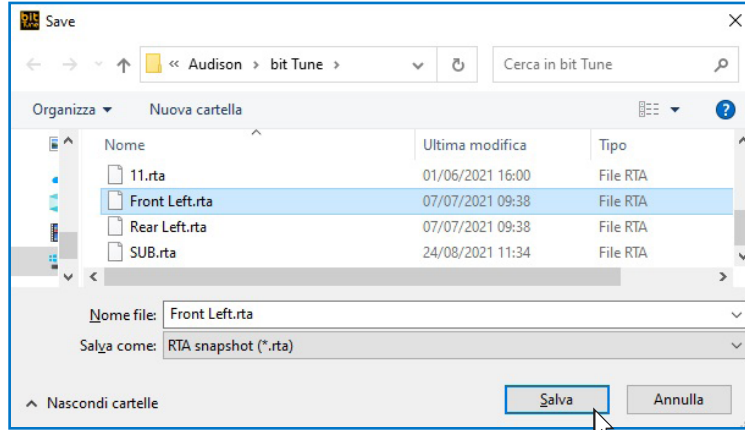 bit Tune Save
« Audison > bit Tune >
Cerca in bit Tune
Organizza
Nuova cartella
Nome Ultima modifica Tipo
11.rta 01/06/2021 16:00 File RTA
Front Left.rta 07/07/2021 09:38 File RTA
Rear Left.rta 07/07/2021 09:38 File RTA
SUB.rta 24/08/2021 11:34 File RTA
Nome file: Front Left.rta
Salva come: RTA snapshot (*.rta)
Nascondi cartelle
Salva
Annulla